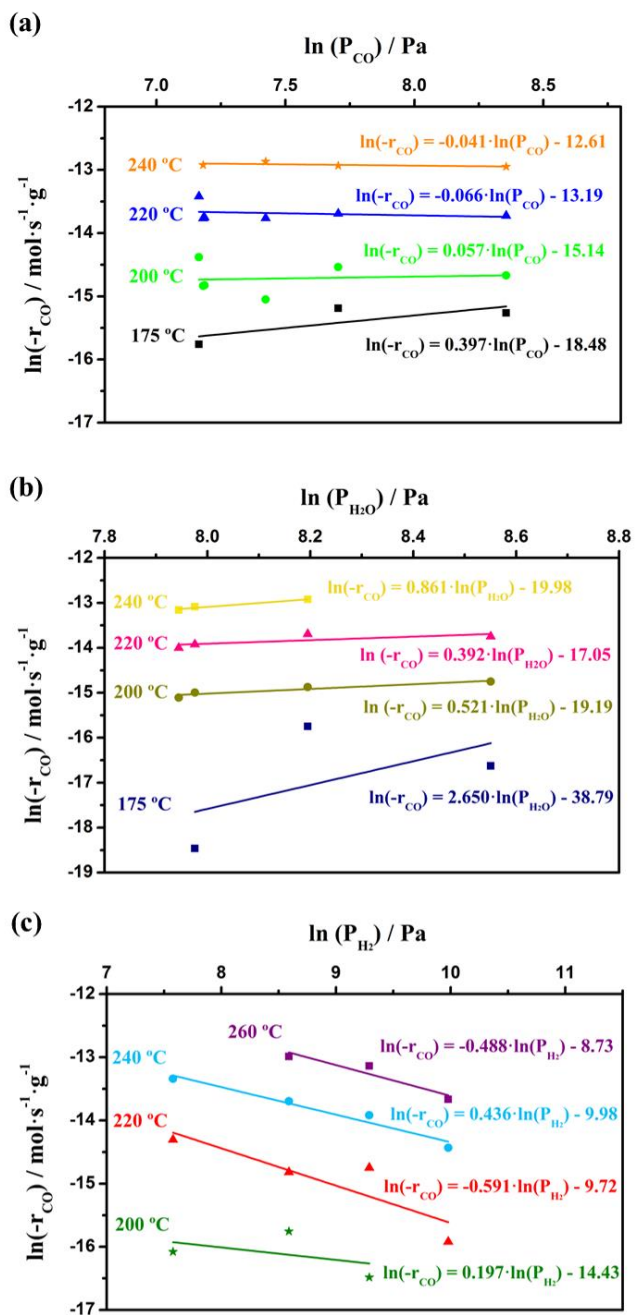 (a)
ln (P_CO) / Pa
7.0 7.5 8.0 8.5
-12
-13
-14
-15
-16
-17
ln(-r_CO) / mol·s⁻¹·g⁻¹
240 ºC
ln(-r_CO) = -0.041·ln(P_CO) - 12.61
220 ºC
ln(-r_CO) = -0.066·ln(P_CO) - 13.19
200 ºC
ln(-r_CO) = 0.057·ln(P_CO) - 15.14
175 ºC
ln(-r_CO) = 0.397·ln(P_CO) - 18.48
(b)
ln (P_H₂O) / Pa
7.8 8.0 8.2 8.4 8.6 8.8
-12
-13
-14
-15
-16
-17
-18
-19
ln(-r_CO) / mol·s⁻¹·g⁻¹
240 ºC
ln(-r_CO) = 0.861·ln(P_H₂O) - 19.98
220 ºC
ln (-r_CO) = 0.392·ln(P_H2O) - 17.05
200 ºC
ln (-r_CO) = 0.521·ln(P_H₂O) - 19.19
175 ºC
ln(-r_CO) = 2.650·ln(P_H₂O) - 38.79
(c)
ln (P_H₂) / Pa
7 8 9 10 11
-12
-13
-14
-15
-16
-17
ln(-r_CO) / mol·s⁻¹·g⁻¹
260 ºC
ln(-r_CO) = -0.488·ln(P_H₂) - 8.73
240 ºC
ln(-r_CO) = 0.436·ln(P_H₂) - 9.98
220 ºC
ln(-r_CO) = -0.591·ln(P_H₂) - 9.72
200 ºC
ln(-r_CO) = 0.197·ln(P_H₂) - 14.43